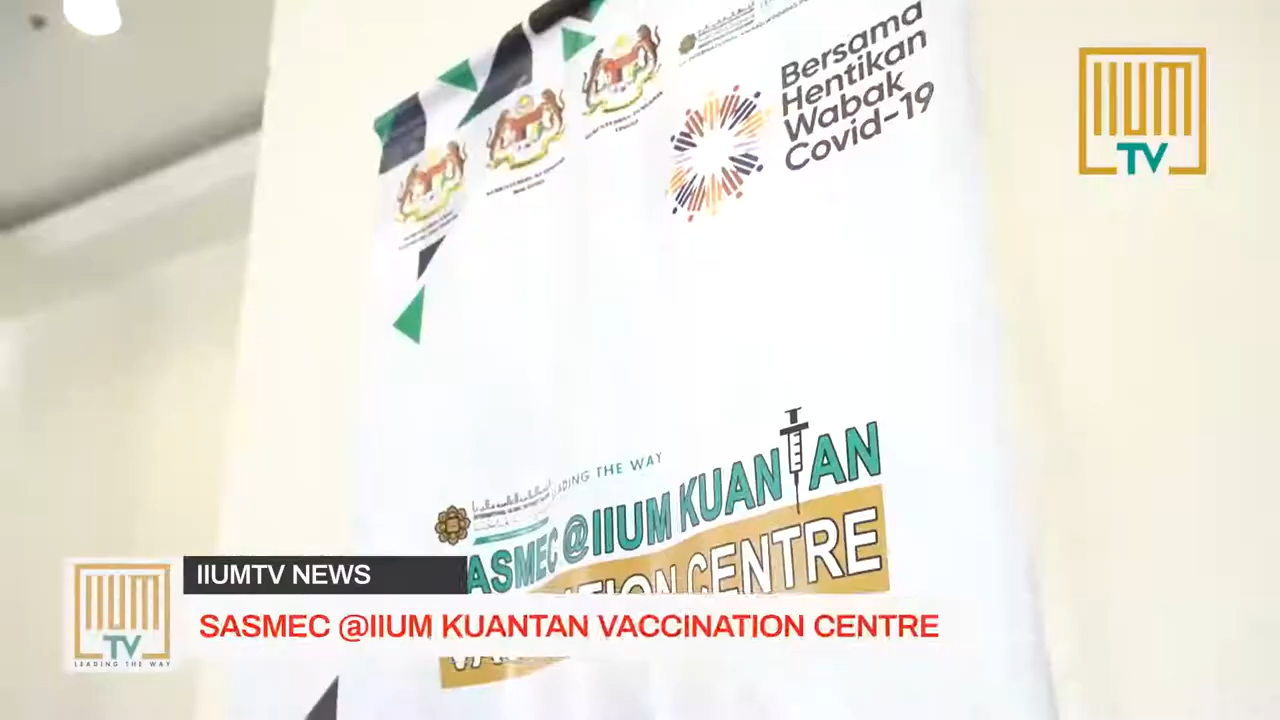 Bersama
Hentikan
Wabak
Covid-19
IIUM
TV
LEADING THE WAY
SASMEC @IIUM KUANTAN
CENTRE
IIUMTV NEWS
SASMEC @IIUM KUANTAN VACCINATION CENTRE
IIUM
TV
LEADING THE WAY